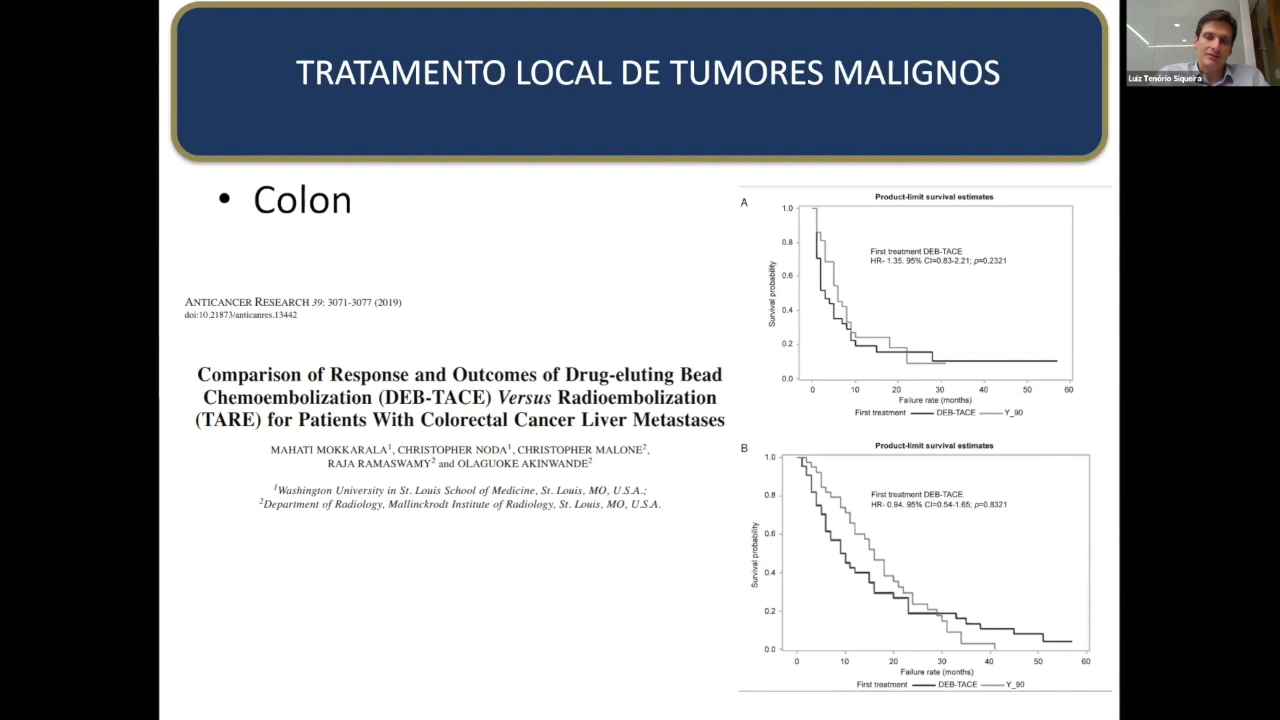 TRATAMENTO LOCAL DE TUMORES MALIGNOS
Luiz Tenório Siqueira
• Colon
ANTICANCER RESEARCH 39: 3071-3077 (2019)
doi:10.21873/anticanres.13442
Comparison of Response and Outcomes of Drug-eluting Bead
Chemoembolization (DEB-TACE) Versus Radioembolization
(TARE) for Patients With Colorectal Cancer Liver Metastases
MAHATI MOKKARALA1, CHRISTOPHER NODA1, CHRISTOPHER MALONE2,
RAJA RAMASWAMY2 and OLAGUOKE AKINWANDE2
1Washington University in St. Louis School of Medicine, St. Louis, MO, U.S.A.;
2Department of Radiology, Mallinckrodt Institute of Radiology, St. Louis, MO, U.S.A.
A
Product-limit survival estimates
1.0
0.8
0.6
0.4
0.2
0.0
Survival probability
First treatment DEB-TACE
HR- 1.35. 95% CI=0.83-2.21; p=0.2321
0 10 20 30 40 50 60
Failure rate (months)
First treatment DEB-TACE Y_90
B
Product-limit survival estimates
1.0
0.8
0.6
0.4
0.2
0.0
Survival probability
First treatment DEB-TACE
HR- 0.94. 95% CI=0.54-1.65; p=0.8321
0 10 20 30 40 50 60
Failure rate (months)
First treatment DEB-TACE Y_90